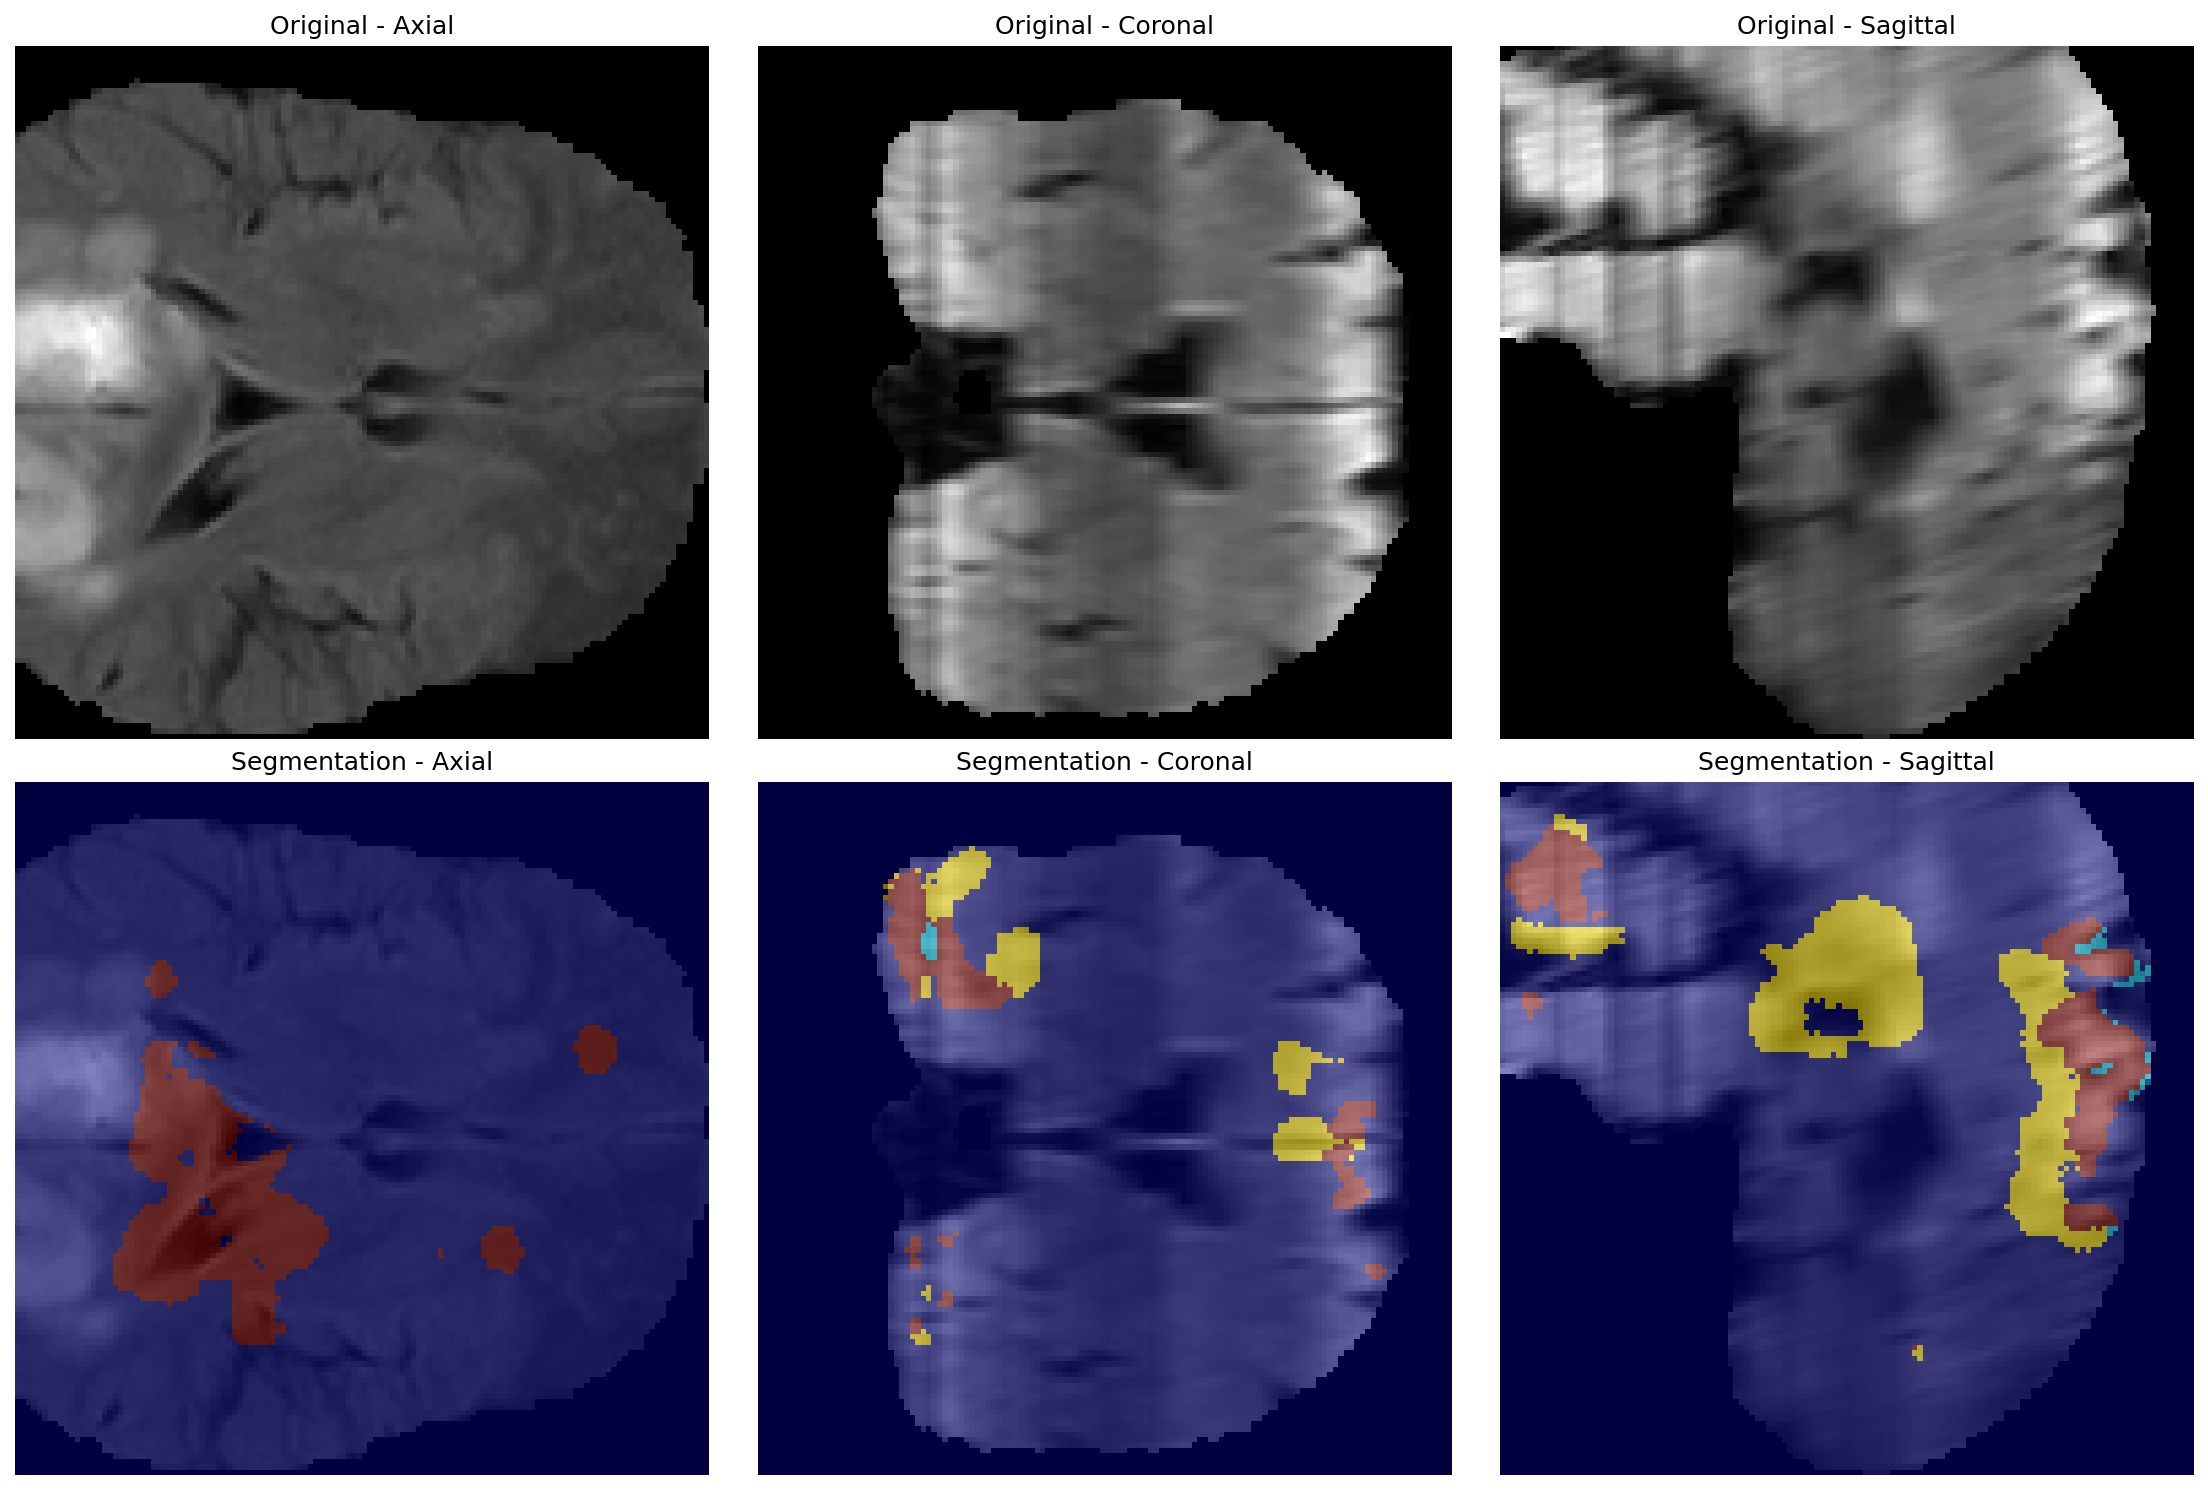 Original - Axial
Original - Coronal
Original - Sagittal
Segmentation - Axial
Segmentation - Coronal
Segmentation - Sagittal